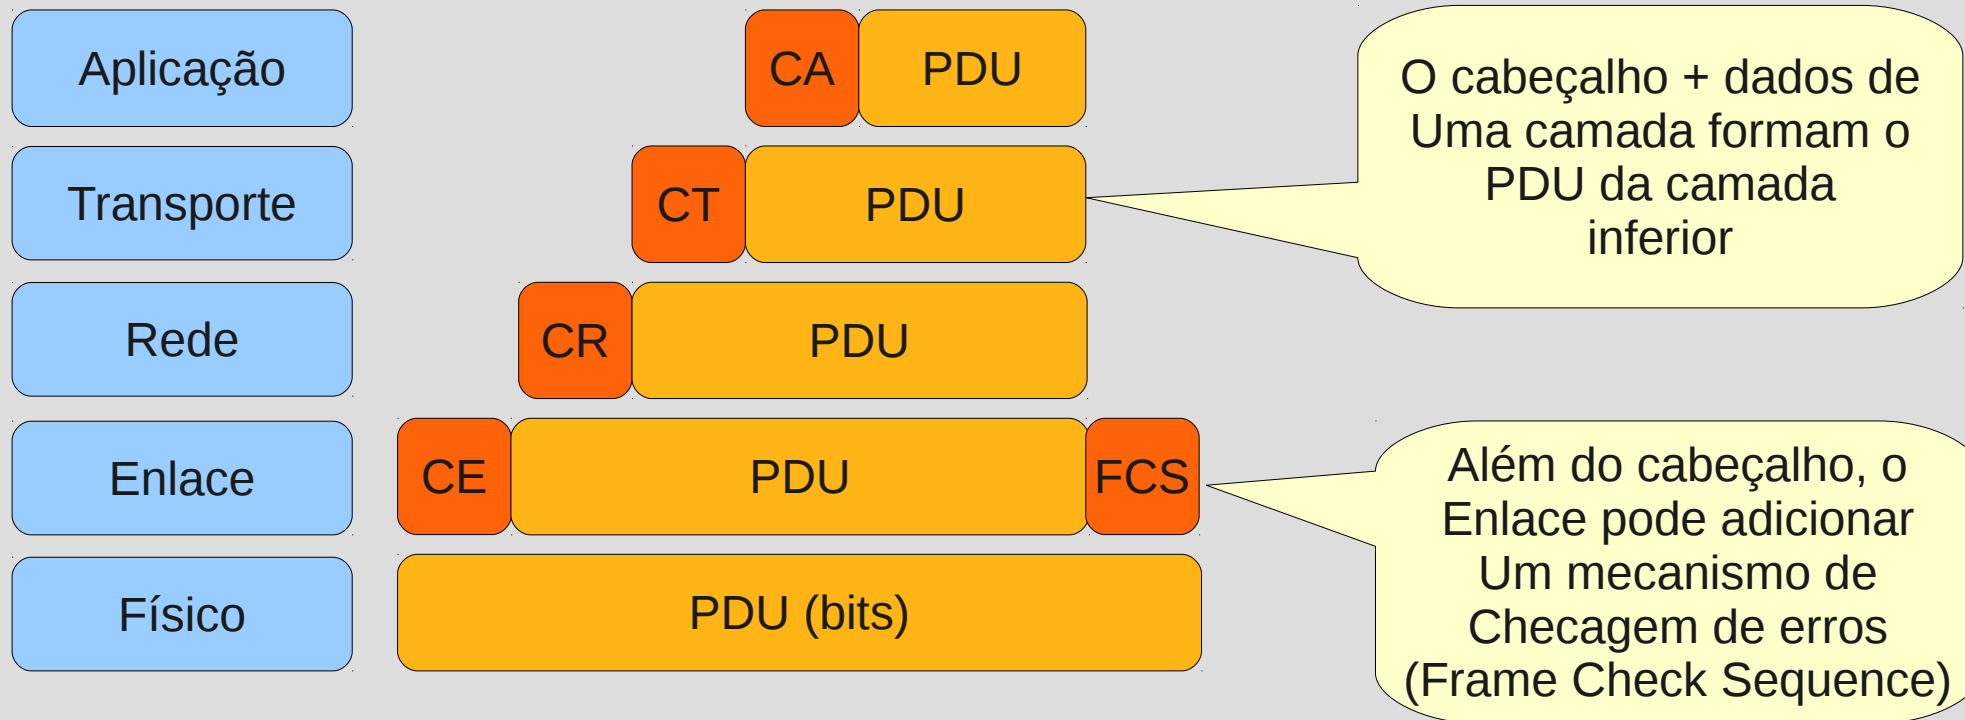 Aplicação
CA
PDU
O cabeçalho + dados de
Uma camada formam o
PDU da camada
inferior
Transporte
CT
PDU
Rede
CR
PDU
Enlace
CE
PDU
FCS
Além do cabeçalho, o
Enlace pode adicionar
Um mecanismo de
Checagem de erros
(Frame Check Sequence)
Físico
PDU (bits)